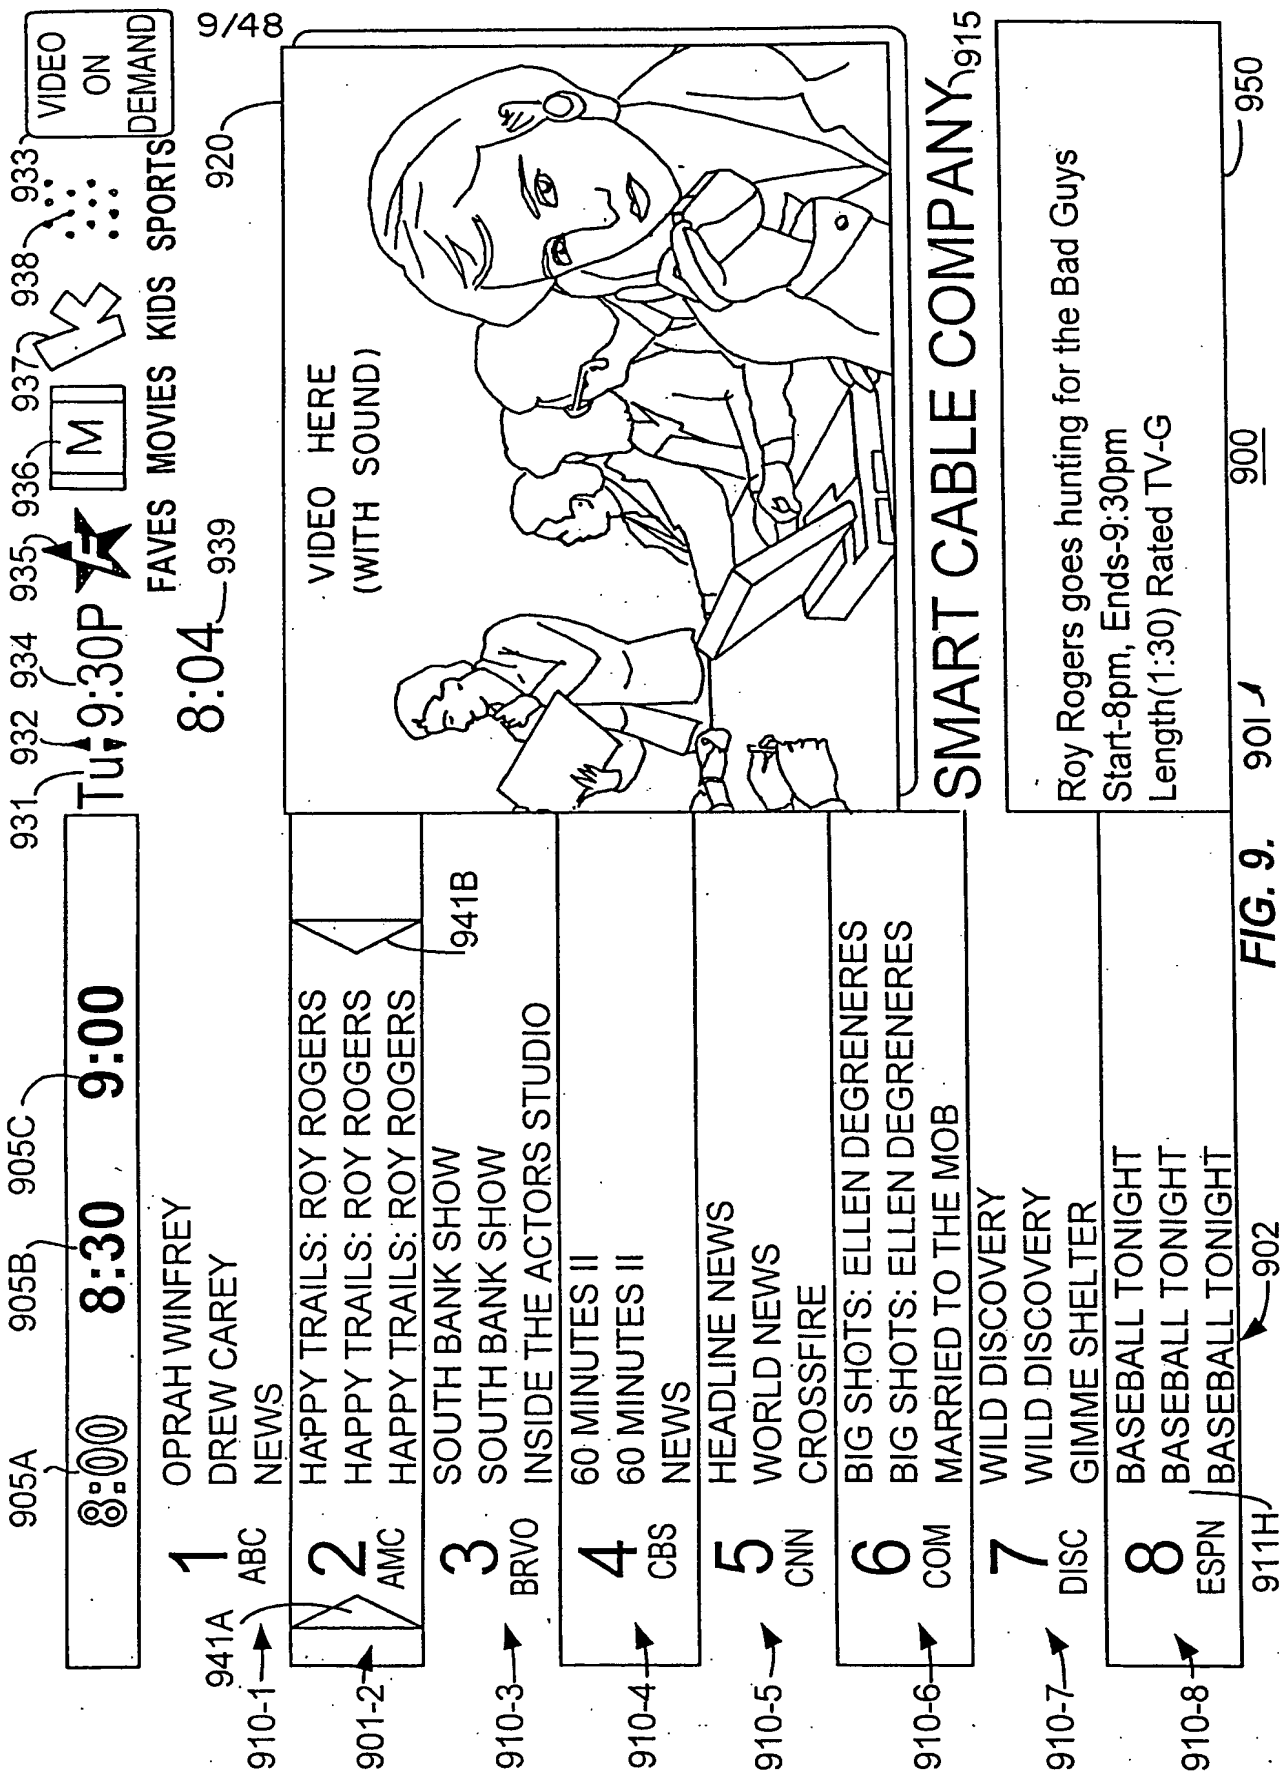 9/48
905A 905B 905C 931 932 934 935 936 937 938 933
8:00 8:30 9:00
Tu 9:30P F M K
VIDEO
ON
DEMAND
FAVES MOVIES KIDS SPORTS
8:04 939
920
910-1 1 ABC
OPRAH WINFREY
DREW CAREY
NEWS
941A
901-2 2 AMC
HAPPY TRAILS: ROY ROGERS
HAPPY TRAILS: ROY ROGERS
HAPPY TRAILS: ROY ROGERS
941B
910-3 3 BRVO
SOUTH BANK SHOW
SOUTH BANK SHOW
INSIDE THE ACTORS STUDIO
910-4 4 CBS
60 MINUTES II
60 MINUTES II
NEWS
910-5 5 CNN
HEADLINE NEWS
WORLD NEWS
CROSSFIRE
910-6 6 COM
BIG SHOTS: ELLEN DEGRENERES
BIG SHOTS: ELLEN DEGRENERES
MARRIED TO THE MOB
910-7 7 DISC
WILD DISCOVERY
WILD DISCOVERY
GIMME SHELTER
910-8 8 ESPN
BASEBALL TONIGHT
BASEBALL TONIGHT
BASEBALL TONIGHT
911H
902
VIDEO HERE
(WITH SOUND)
SMART CABLE COMPANY 915
Roy Rogers goes hunting for the Bad Guys
Start-8pm, Ends-9:30pm
Length(1:30) Rated TV-G
950
901
900
FIG. 9.